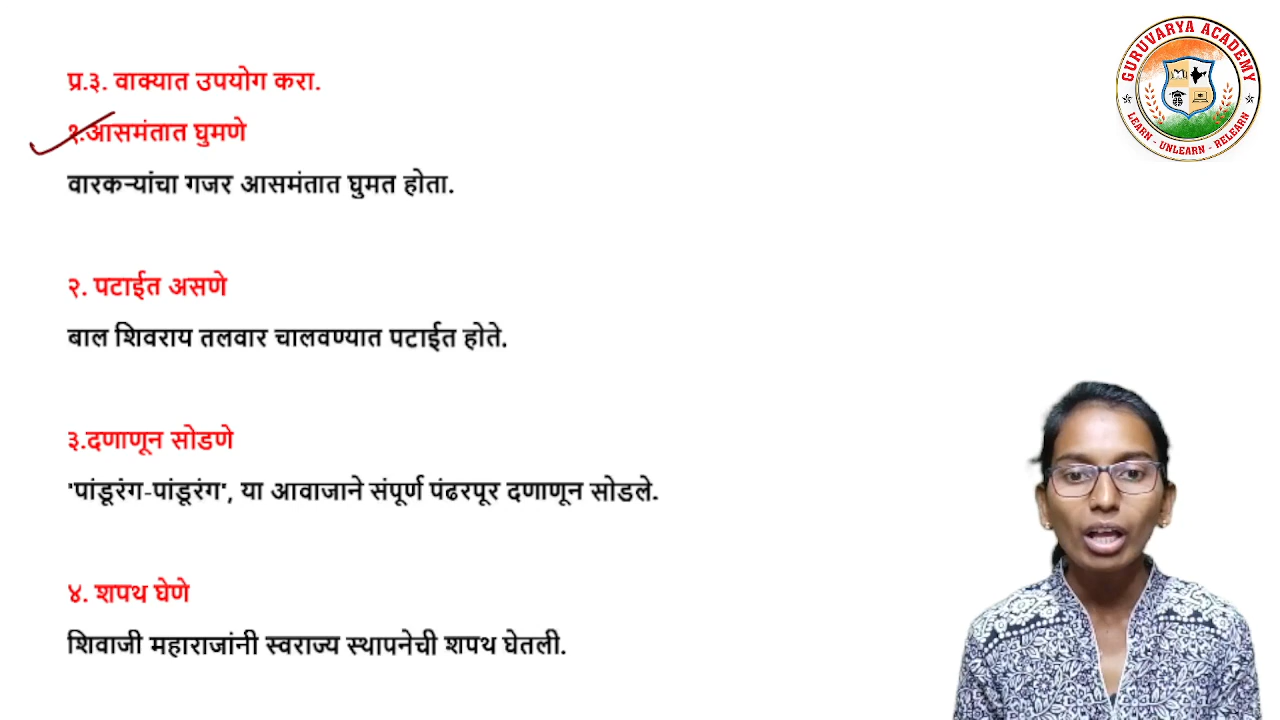 प्र.३. वाक्यात उपयोग करा.
१.आसमंतात घुमणे
वारकऱ्यांचा गजर आसमंतात घुमत होता.
२. पटाईत असणे
बाल शिवराय तलवार चालवण्यात पटाईत होते.
३.दणाणून सोडणे
'पांडूरंग-पांडूरंग', या आवाजाने संपूर्ण पंढरपूर दणाणून सोडले.
४. शपथ घेणे
शिवाजी महाराजांनी स्वराज्य स्थापनेची शपथ घेतली.
GURUVARYA ACADEMY
LEARN - UNLEARN - RELEARN